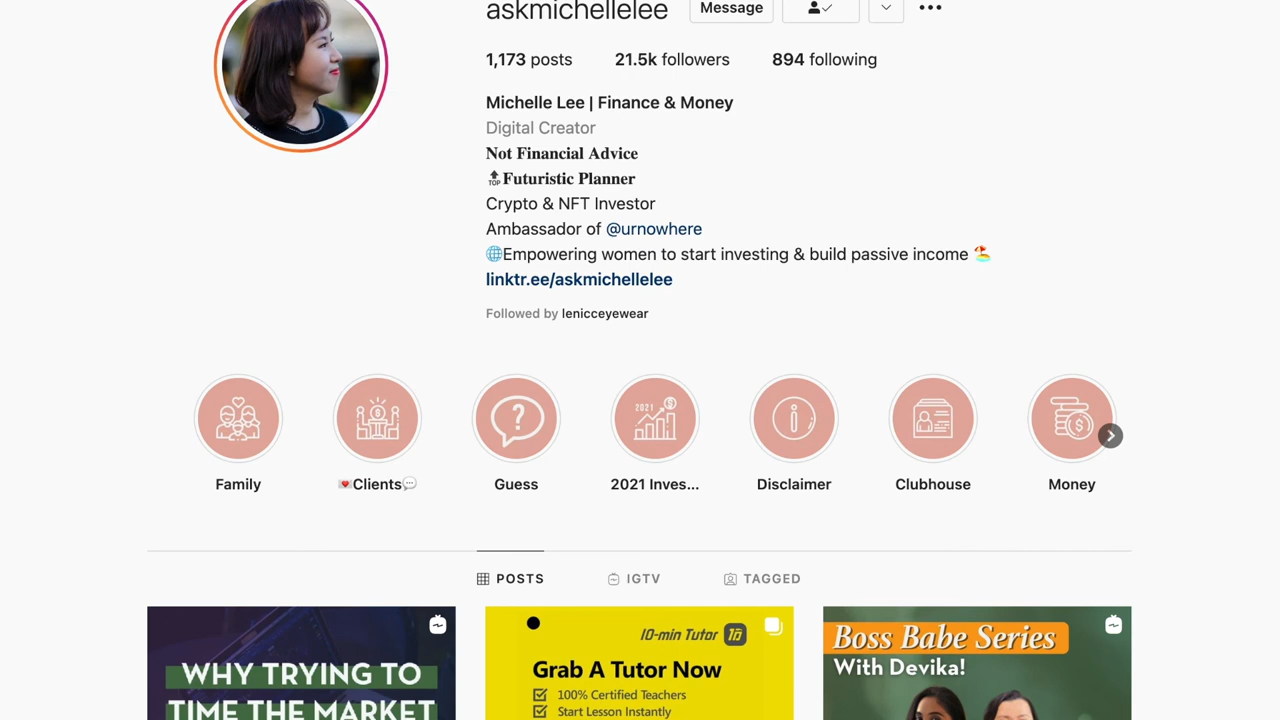 askmichellelee Message
1,173 posts 21.5k followers 894 following
Michelle Lee | Finance & Money
Digital Creator
Not Financial Advice
🔝Futuristic Planner
Crypto & NFT Investor
Ambassador of @urnowhere
🌐Empowering women to start investing & build passive income 🏖️
linktr.ee/askmichellelee
Followed by lenicceyewear
2021
Family 💌Clients💬 Guess 2021 Inves... Disclaimer Clubhouse Money
POSTS IGTV TAGGED
WHY TRYING TO
TIME THE MARKET
10-min Tutor 10
Grab A Tutor Now
100% Certified Teachers
Start Lesson Instantly
Boss Babe Series
With Devika!